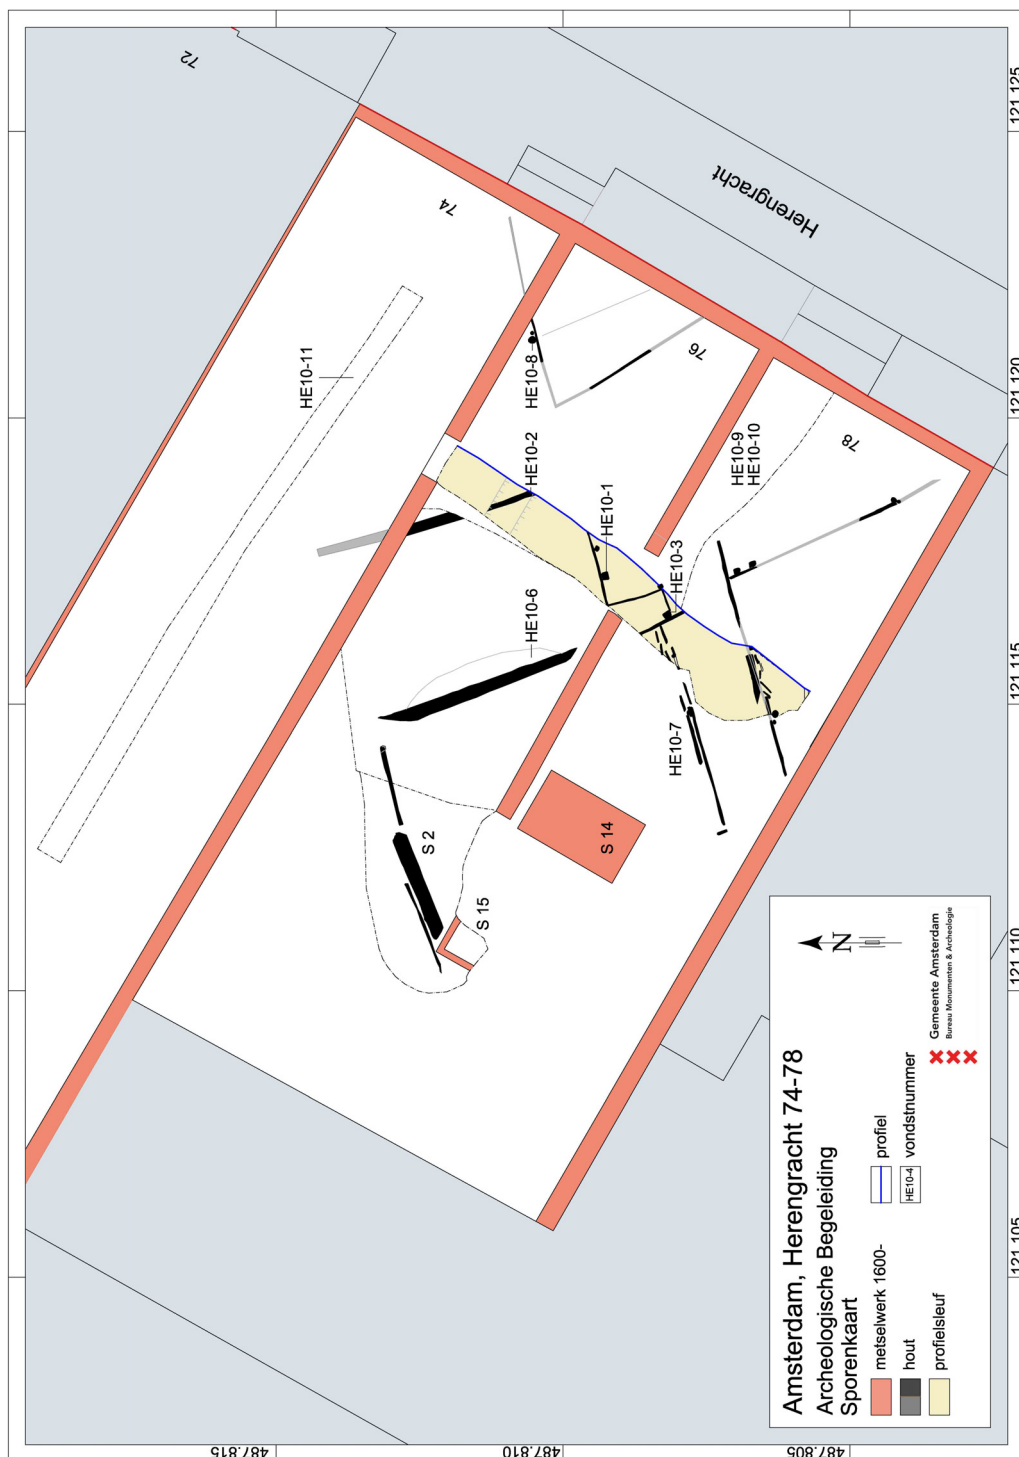 72
74
Herengracht
76
78
HE10-11
HE10-8
HE10-2
HE10-1
HE10-9
HE10-10
HE10-3
HE10-6
HE10-7
S 2
S 14
S 15
121.125
121.120
121.115
121.110
121.105
487.815
487.810
487.805
Amsterdam, Herengracht 74-78
Archeologische Begeleiding
Sporenkaart
metselwerk 1600-
hout
profielsleuf
profiel
HE10-4 vondstnummer
N
Gemeente Amsterdam
Bureau Monumenten & Archeologie